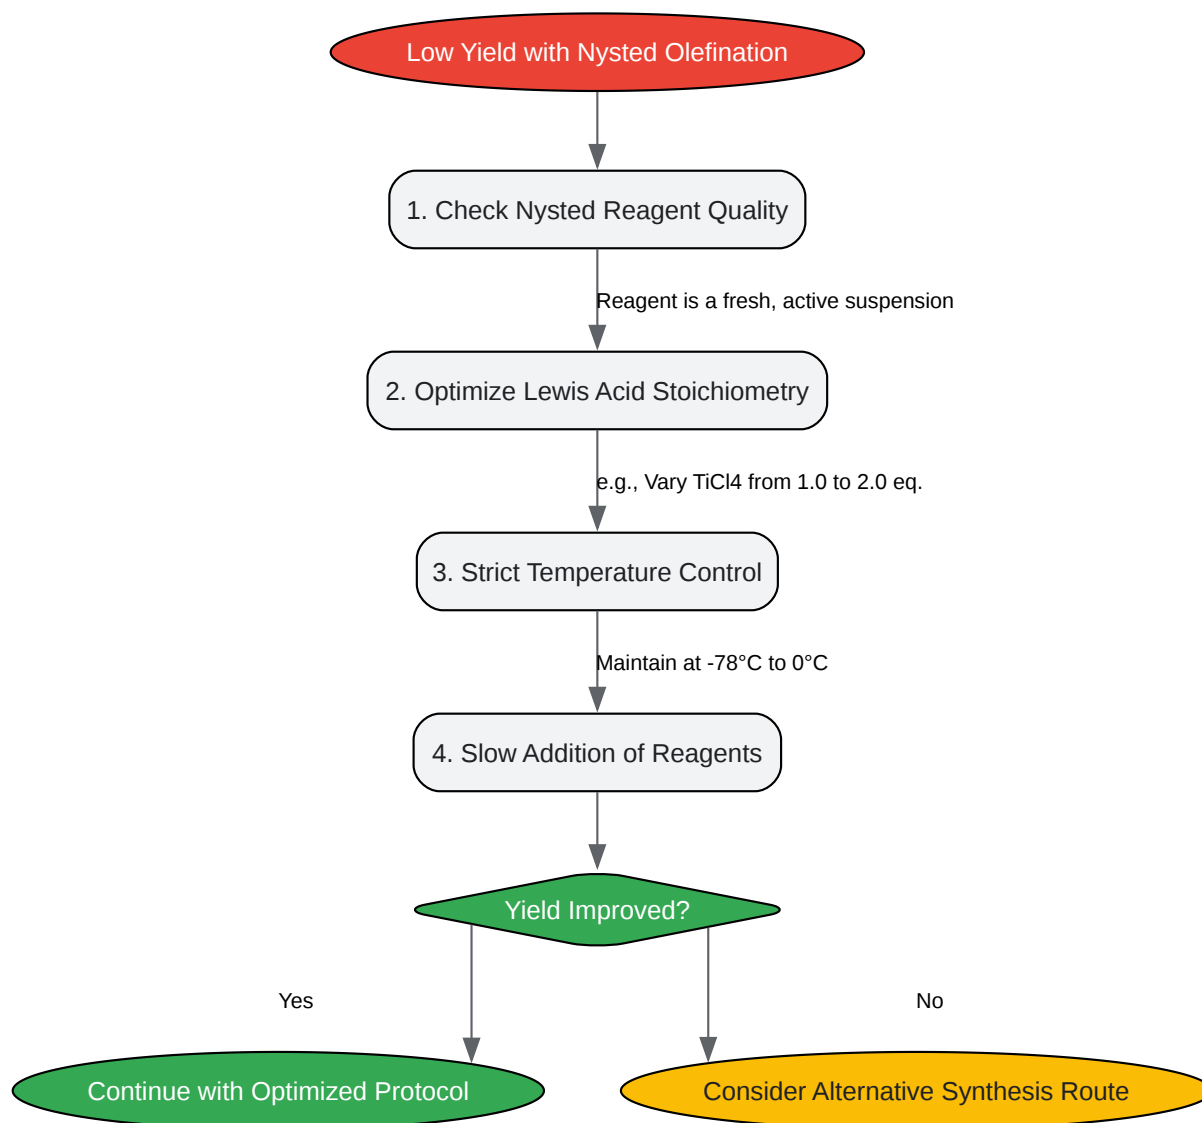 Low Yield with Nysted Olefination
1. Check Nysted Reagent Quality
Reagent is a fresh, active suspension
2. Optimize Lewis Acid Stoichiometry
e.g., Vary TiCl4 from 1.0 to 2.0 eq.
3. Strict Temperature Control
Maintain at -78°C to 0°C
4. Slow Addition of Reagents
Yield Improved?
Yes
No
Continue with Optimized Protocol
Consider Alternative Synthesis Route